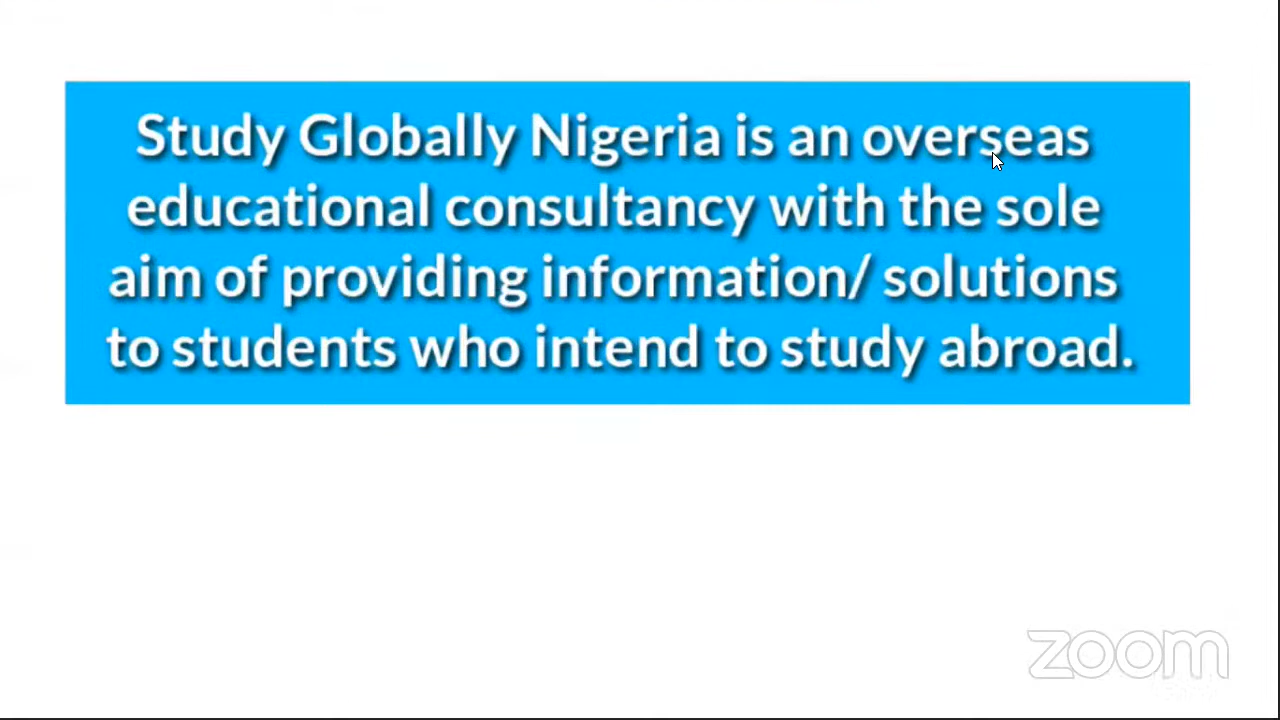 Study Globally Nigeria is an overseas
educational consultancy with the sole
aim of providing information/ solutions
to students who intend to study abroad.
zoom